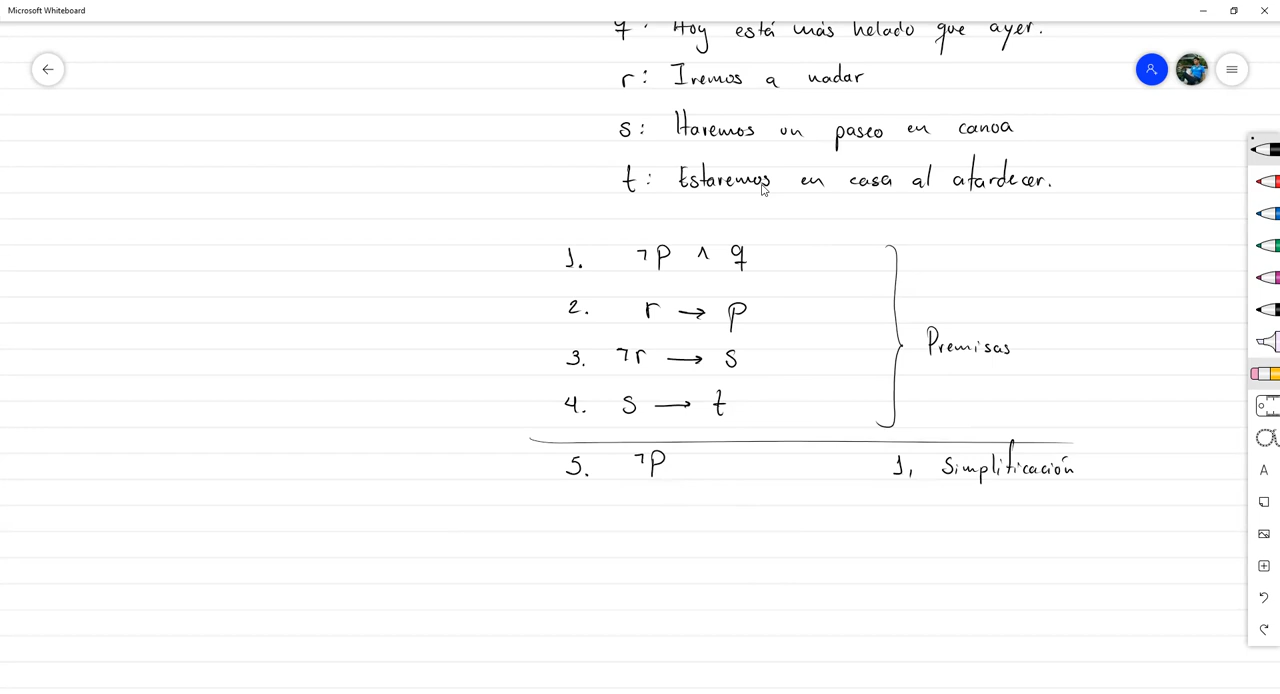 Microsoft Whiteboard
q: Hoy está más helado que ayer.
r: Iremos a nadar
s: Haremos un paseo en canoa
t: Estaremos en casa al atardecer.
1. ¬p ∧ q
2. r → p
3. ¬r → s
4. s → t
Premisas
5. ¬p 1, Simplificación
A